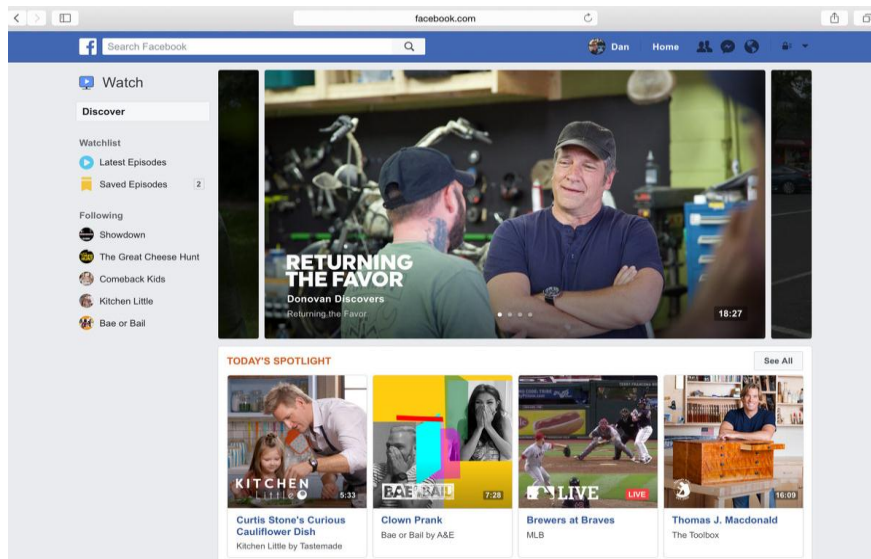 facebook.com
f Search Facebook
Dan Home
Watch
Discover
Watchlist
Latest Episodes
Saved Episodes 2
Following
Showdown
The Great Cheese Hunt
Comeback Kids
Kitchen Little
Bae or Bail
RETURNING
THE FAVOR
Donovan Discovers
Returning the Favor
18:27
TODAY'S SPOTLIGHT
See All
KITCHEN
Little
5:33
Curtis Stone's Curious
Cauliflower Dish
Kitchen Little by Tastemade
BAE BAIL
7:28
Clown Prank
Bae or Bail by A&E
LIVE
LIVE
Brewers at Braves
MLB
16:09
Thomas J. Macdonald
The Toolbox